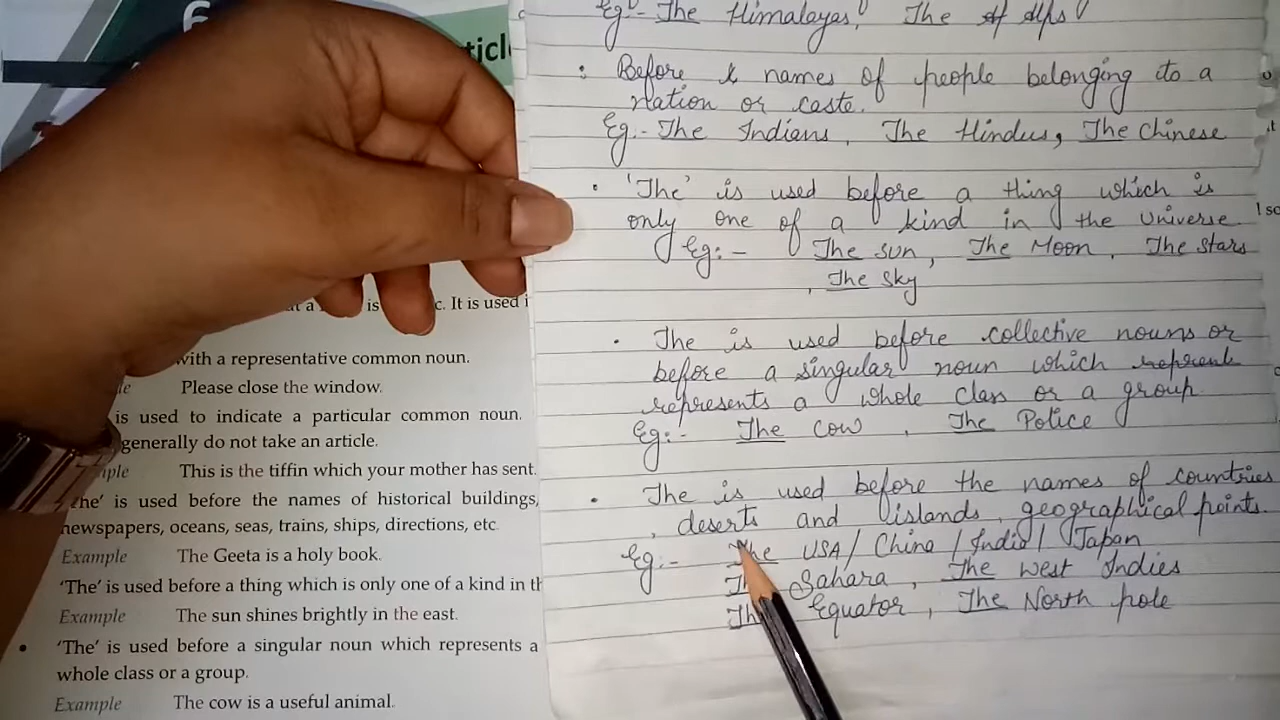 6
Eg:- The Himalayas! The Alps
: Before names of people belonging to a
nation or caste.
Eg:- The Indians, The Hindus, The Chinese
• 'The' is used before a thing which is
only one of a kind in the Universe
Eg:- The sun, The Moon, The stars
, The sky
• The is used before collective nouns or
before a singular noun which
represents a whole class or a group
Eg:- The Cow, The Police
• The is used before the names of countries
, deserts and islands, geographical points.
Eg:- The USA/ China / India/ Japan
Sahara, The west Indies
Equator, The North pole
is c. It is used
with a representative common noun.
Please close the window.
is used to indicate a particular common noun.
generally do not take an article.
This is the tiffin which your mother has sent.
'The' is used before the names of historical buildings,
newspapers, oceans, seas, trains, ships, directions, etc.
Example The Geeta is a holy book.
'The' is used before a thing which is only one of a kind in
Example The sun shines brightly in the east.
• 'The' is used before a singular noun which represents a
whole class or a group.
Example The cow is a useful animal.